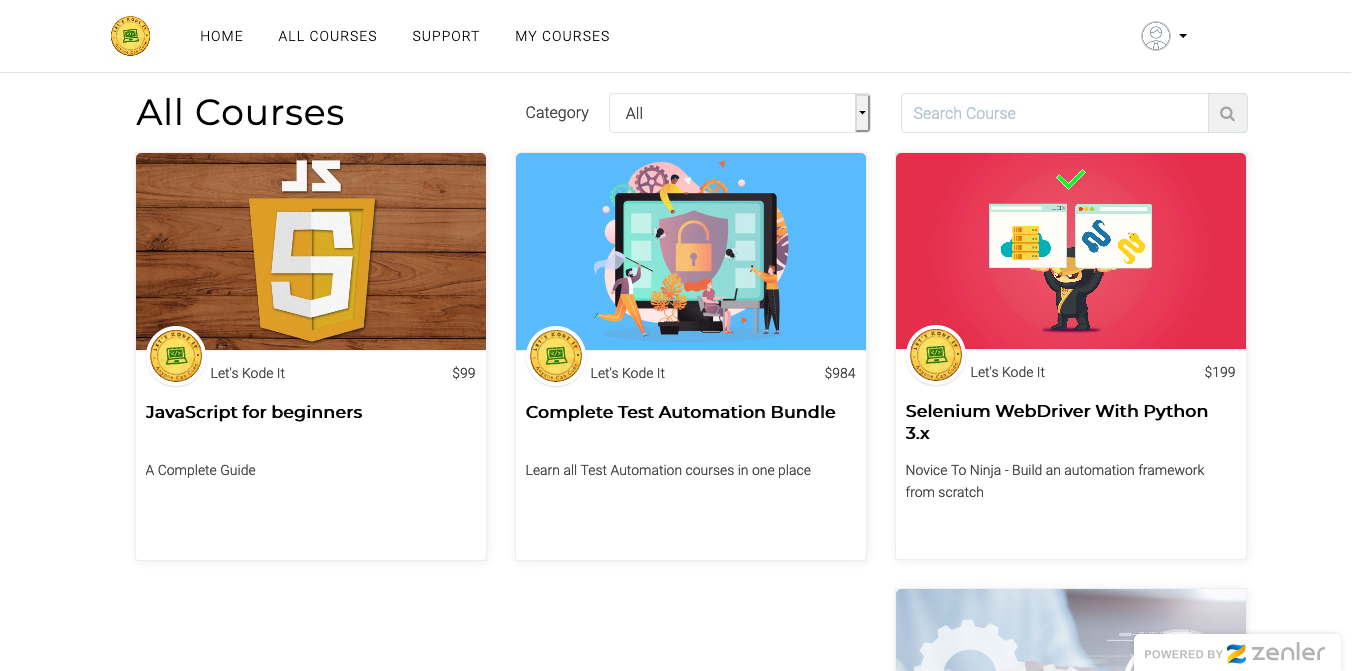 HOME
ALL COURSES
SUPPORT
MY COURSES
All Courses
Category
All
Search Course
JS
Let's Kode It
$99
JavaScript for beginners
A Complete Guide
Let's Kode It
$984
Complete Test Automation Bundle
Learn all Test Automation courses in one place
Let's Kode It
$199
Selenium WebDriver With Python
3.x
Novice To Ninja - Build an automation framework
from scratch
POWERED BY zenler